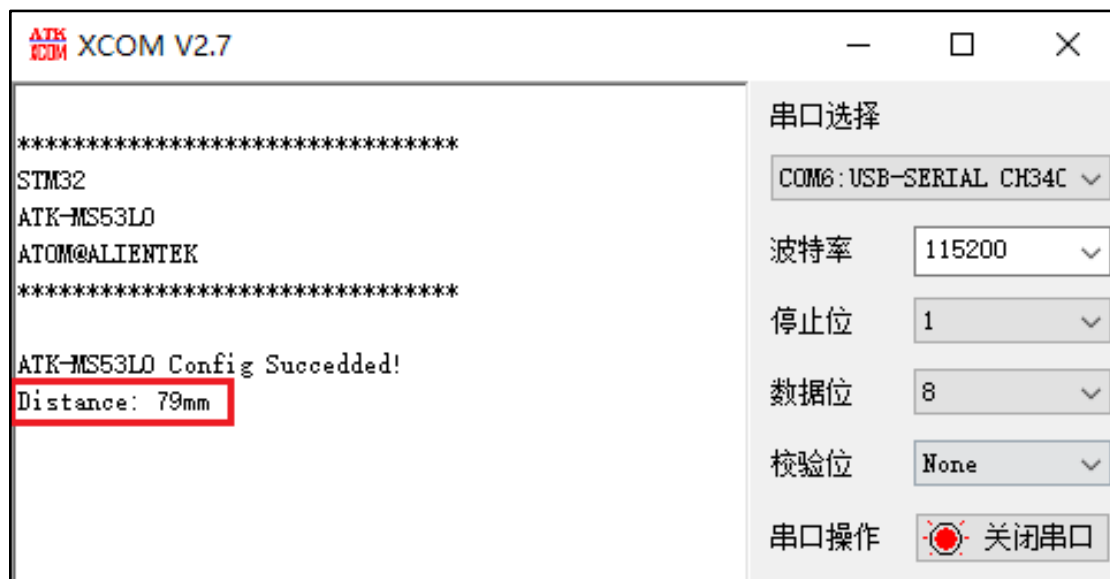 ATK XCOM XCOM V2.7
*********************************
STM32
ATK-MS53L0
ATOM@ALIENTEK
*********************************
ATK-MS53L0 Config Succedded!
Distance: 79mm
串口选择
COM6:USB-SERIAL CH34C
波特率 115200
停止位 1
数据位 8
校验位 None
串口操作 关闭串口